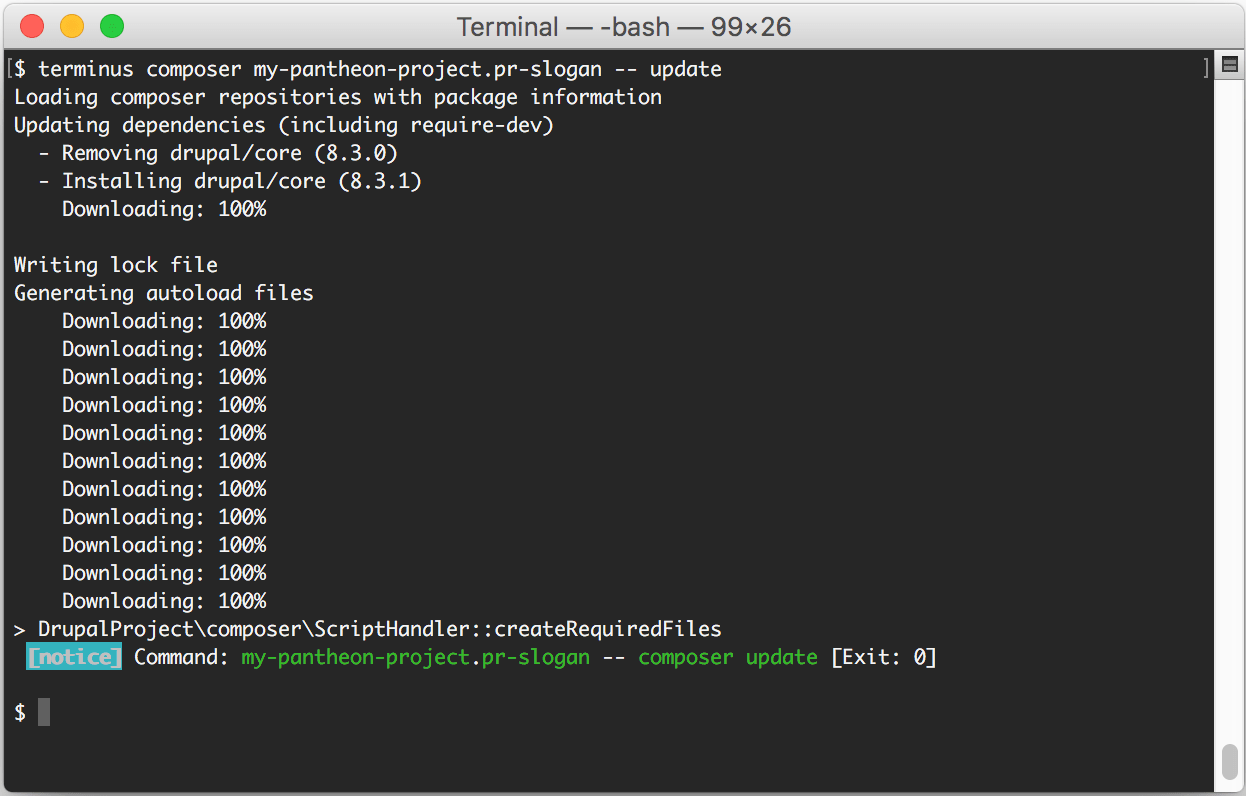 Terminal — -bash — 99×26
[$ terminus composer my-pantheon-project.pr-slogan -- update ]
Loading composer repositories with package information
Updating dependencies (including require-dev)
  - Removing drupal/core (8.3.0)
  - Installing drupal/core (8.3.1)
    Downloading: 100%

Writing lock file
Generating autoload files
    Downloading: 100%
    Downloading: 100%
    Downloading: 100%
    Downloading: 100%
    Downloading: 100%
    Downloading: 100%
    Downloading: 100%
    Downloading: 100%
    Downloading: 100%
    Downloading: 100%
    Downloading: 100%
> DrupalProject\composer\ScriptHandler::createRequiredFiles
 [notice] Command: my-pantheon-project.pr-slogan -- composer update [Exit: 0]

$